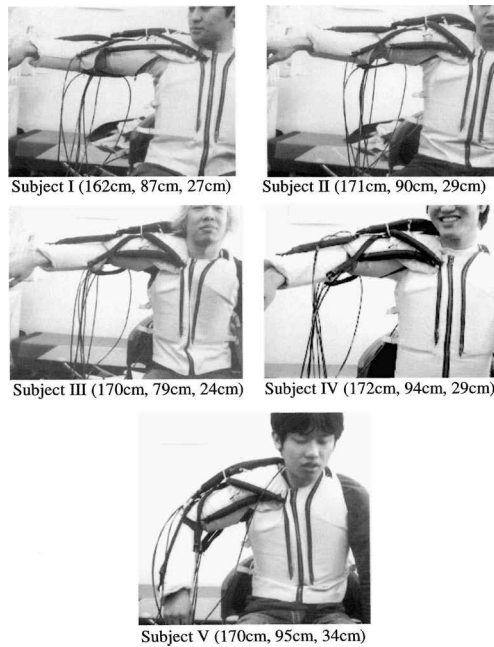 Subject I (162cm, 87cm, 27cm)
Subject II (171cm, 90cm, 29cm)
Subject III (170cm, 79cm, 24cm)
Subject IV (172cm, 94cm, 29cm)
Subject V (170cm, 95cm, 34cm)